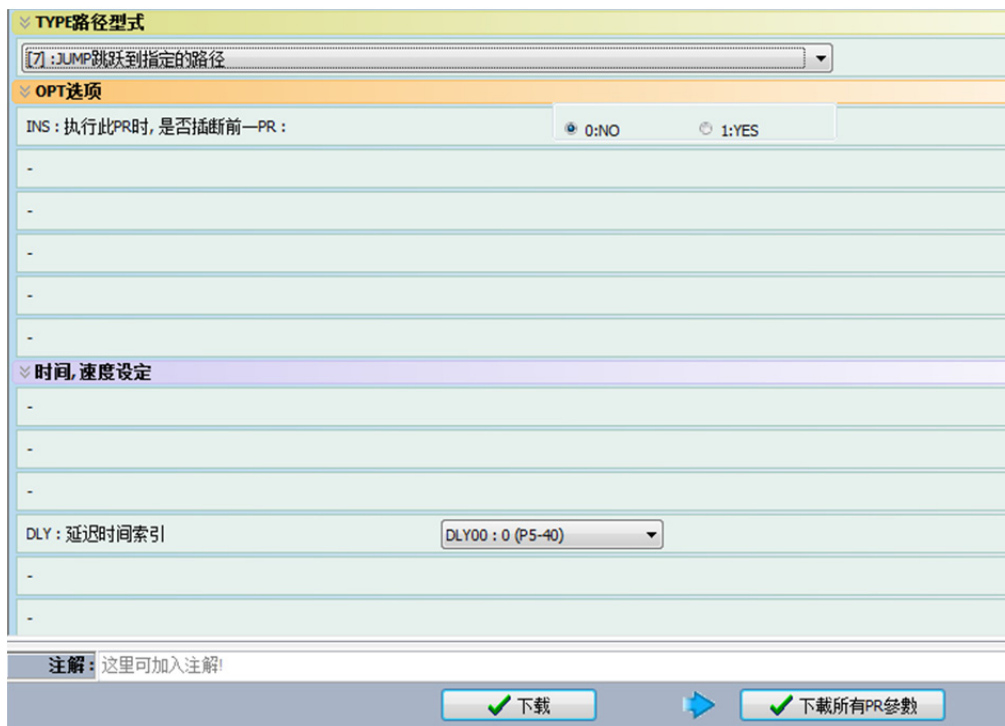 TYPE路径型式
[7] :JUMP跳跃到指定的路径
OPT选项
INS : 执行此PR时, 是否插断前一PR : 0:NO 1:YES
-
-
-
-
-
时间, 速度设定
-
-
-
DLY : 延迟时间索引 DLY00 : 0 (P5-40)
-
-
注解 : 这里可加入注解!
下载 下載所有PR參數